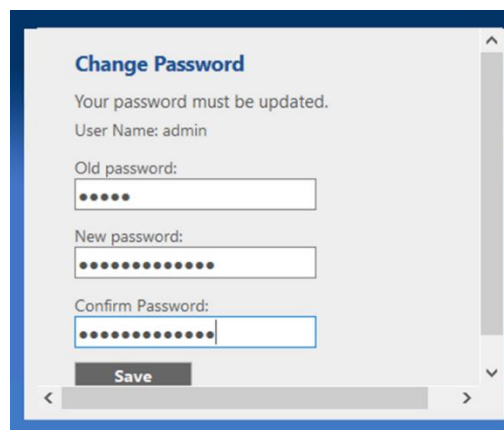 Change Password
Your password must be updated.
User Name: admin
Old password:
•••••
New password:
•••••••••••••
Confirm Password:
•••••••••••••
Save